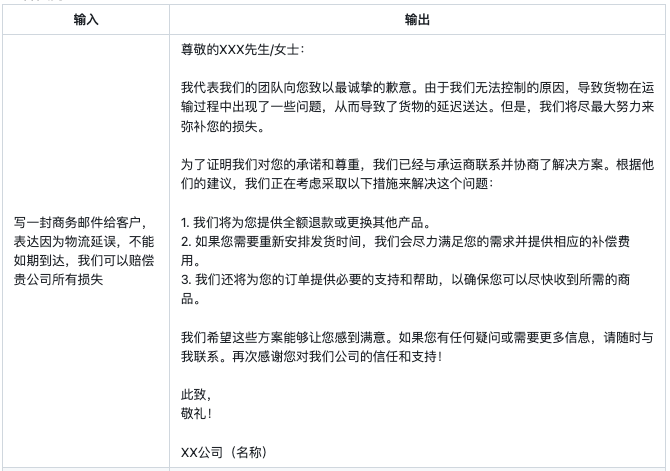 输入
输出
写一封商务邮件给客户，
表达因为物流延误，不能
如期到达，我们可以赔偿
贵公司所有损失
尊敬的XXX先生/女士：
我代表我们的团队向您致以最诚挚的歉意。由于我们无法控制的原因，导致货物在运
输过程中出现了一些问题，从而导致了货物的延迟送达。但是，我们将尽最大努力来
弥补您的损失。
为了证明我们对您的承诺和尊重，我们已经与承运商联系并协商了解决方案。根据他
们的建议，我们正在考虑采取以下措施来解决这个问题：
1. 我们将为您提供全额退款或更换其他产品。
2. 如果您需要重新安排发货时间，我们会尽力满足您的需求并提供相应的补偿费
用。
3. 我们还将为您的订单提供必要的支持和帮助，以确保您可以尽快收到所需的商
品。
我们希望这些方案能够让您感到满意。如果您有任何疑问或需要更多信息，请随时与
我联系。再次感谢您对我们公司的信任和支持！
此致，
敬礼！
XX公司（名称）